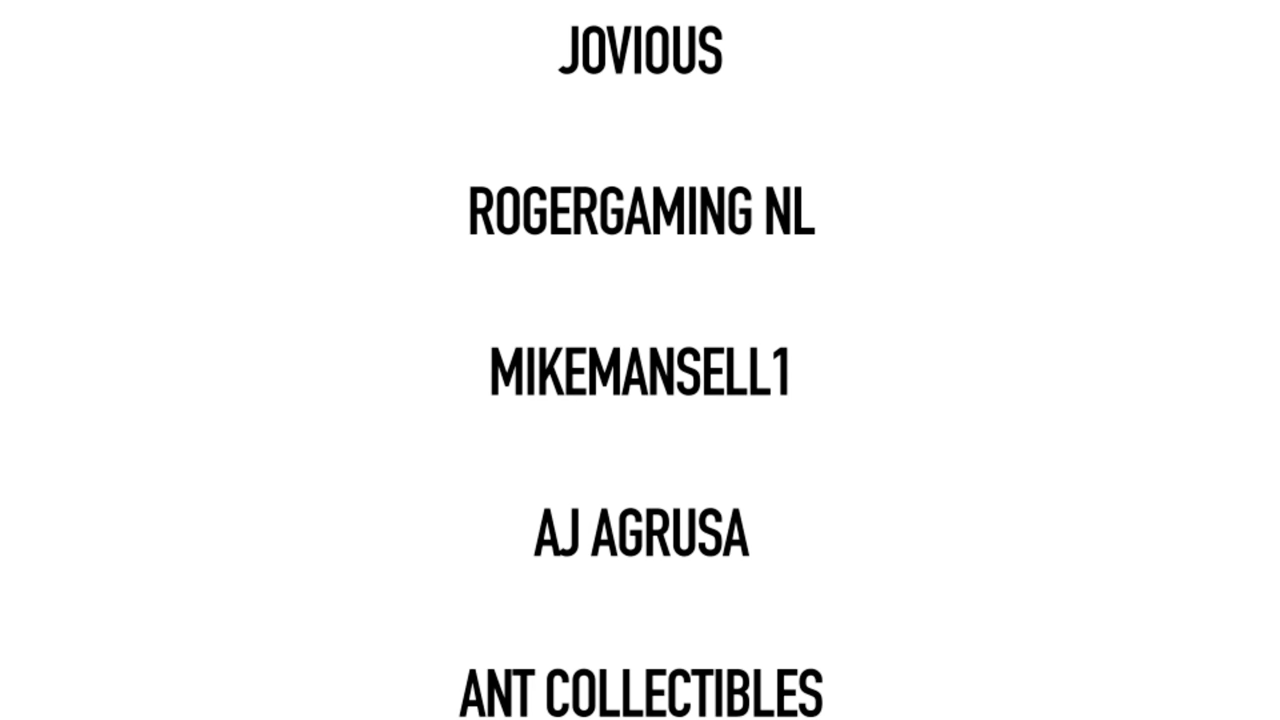 JOVIOUS
ROGERGAMING NL
MIKEMANSELL1
AJ AGRUSA
ANT COLLECTIBLES